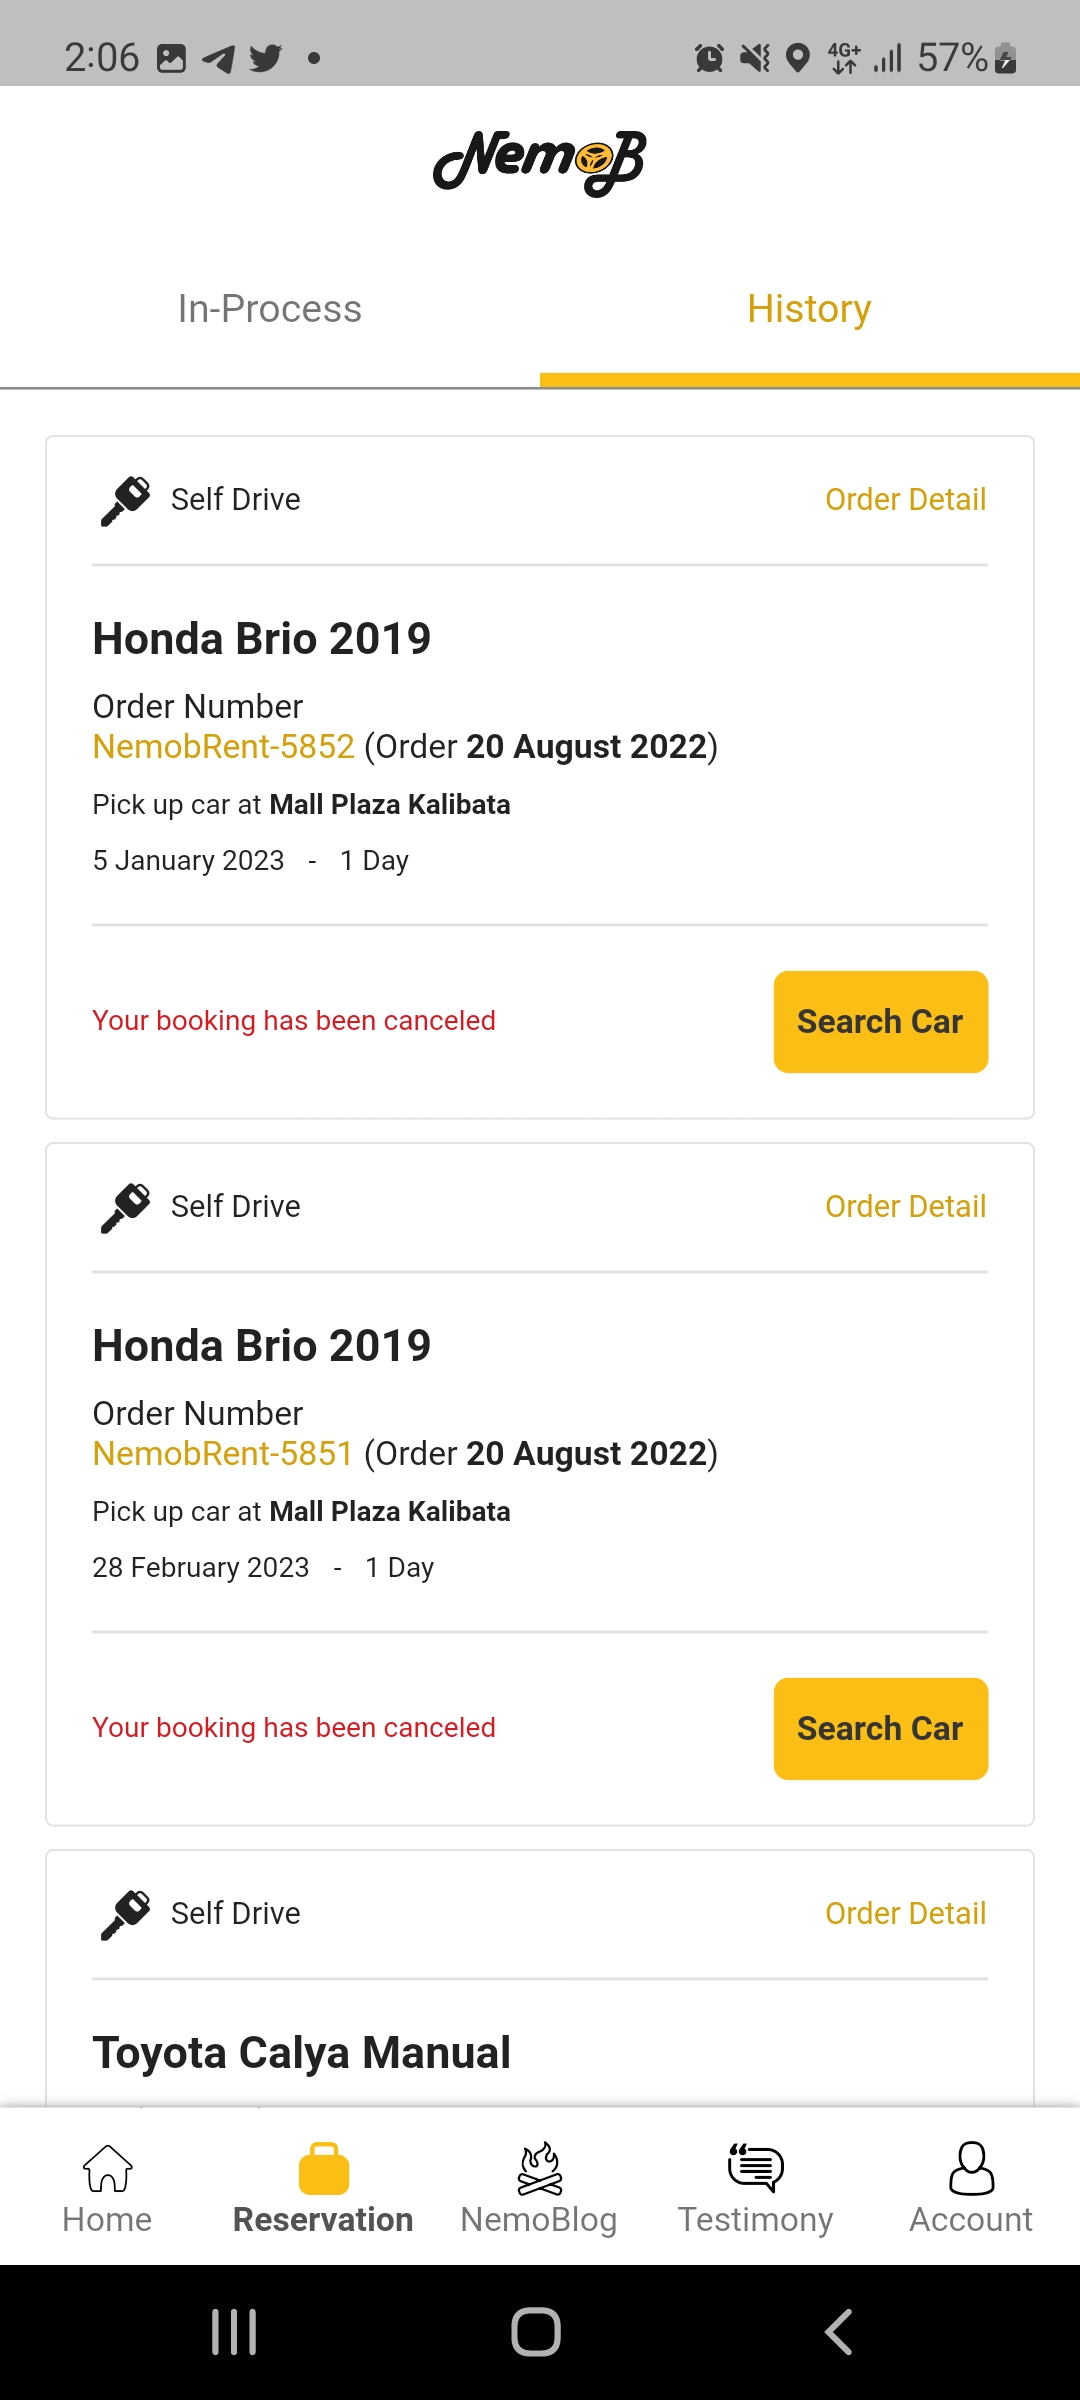 2:06
4G+
57%
NemoB
In-Process
History
Self Drive
Order Detail
Honda Brio 2019
Order Number
NemobRent-5852 (Order 20 August 2022)
Pick up car at Mall Plaza Kalibata
5 January 2023 - 1 Day
Your booking has been canceled
Search Car
Self Drive
Order Detail
Honda Brio 2019
Order Number
NemobRent-5851 (Order 20 August 2022)
Pick up car at Mall Plaza Kalibata
28 February 2023 - 1 Day
Your booking has been canceled
Search Car
Self Drive
Order Detail
Toyota Calya Manual
Home
Reservation
NemoBlog
Testimony
Account